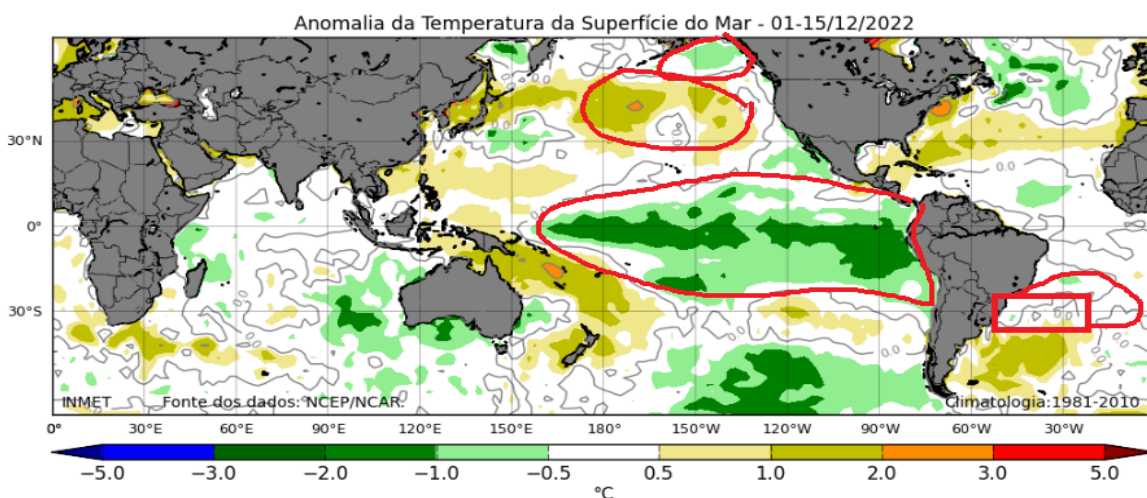 Anomalia da Temperatura da Superfície do Mar - 01-15/12/2022
30°N
0°
30°S
INMET Fonte dos dados: NCEP/NCAR. Climatologia:1981-2010
0° 30°E 60°E 90°E 120°E 150°E 180° 150°W 120°W 90°W 60°W 30°W
−5.0 −3.0 −2.0 −1.0 −0.5 0.5 1.0 2.0 3.0 5.0
°C